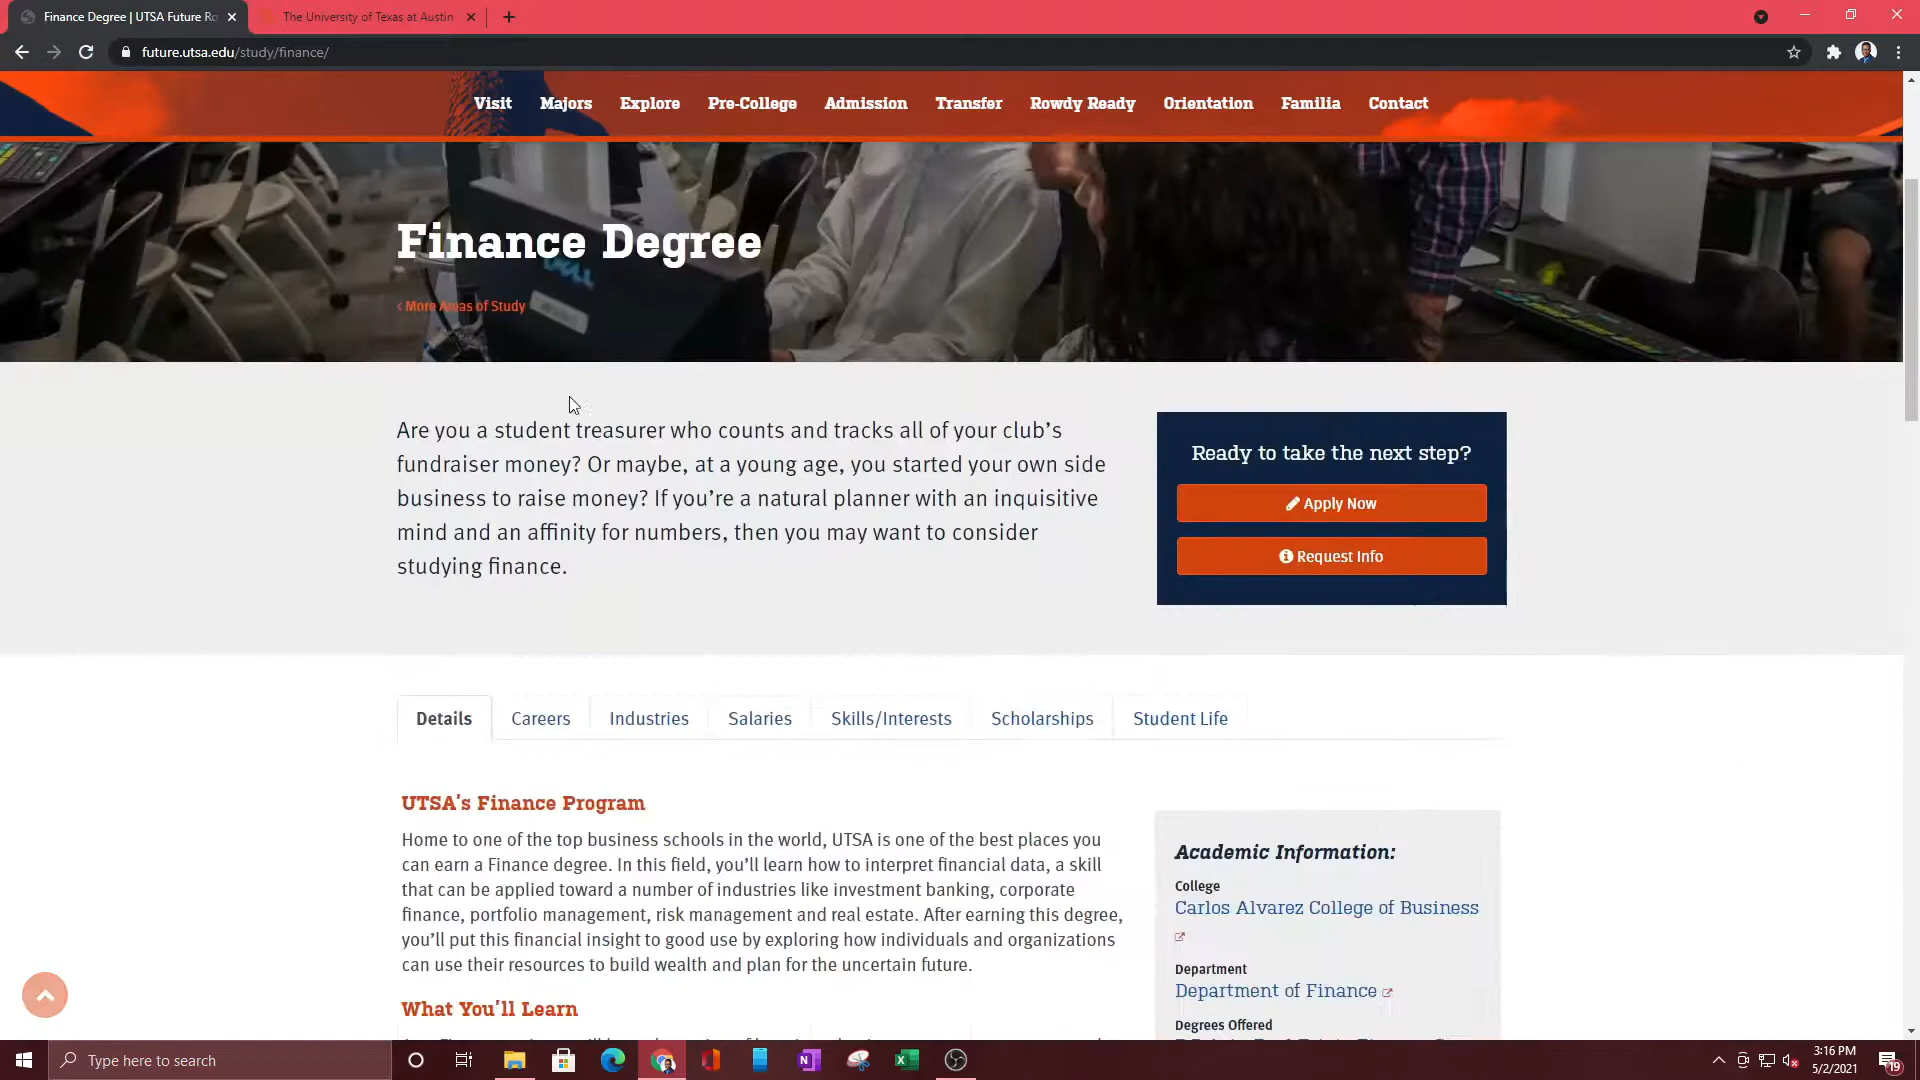 Finance Degree | UTSA Future Ro
The University of Texas at Austin
future.utsa.edu/study/finance/
Visit Majors Explore Pre-College Admission Transfer Rowdy Ready Orientation Familia Contact
Finance Degree
DELL
< More Areas of Study
Are you a student treasurer who counts and tracks all of your club's
fundraiser money? Or maybe, at a young age, you started your own side
business to raise money? If you're a natural planner with an inquisitive
mind and an affinity for numbers, then you may want to consider
studying finance.
Ready to take the next step?
Apply Now
Request Info
Details Careers Industries Salaries Skills/Interests Scholarships Student Life
UTSA's Finance Program
Home to one of the top business schools in the world, UTSA is one of the best places you
can earn a Finance degree. In this field, you'll learn how to interpret financial data, a skill
that can be applied toward a number of industries like investment banking, corporate
finance, portfolio management, risk management and real estate. After earning this degree,
you'll put this financial insight to good use by exploring how individuals and organizations
can use their resources to build wealth and plan for the uncertain future.
What You'll Learn
Academic Information:
College
Carlos Alvarez College of Business
Department
Department of Finance
Degrees Offered
Type here to search
3:16 PM
5/2/2021
19